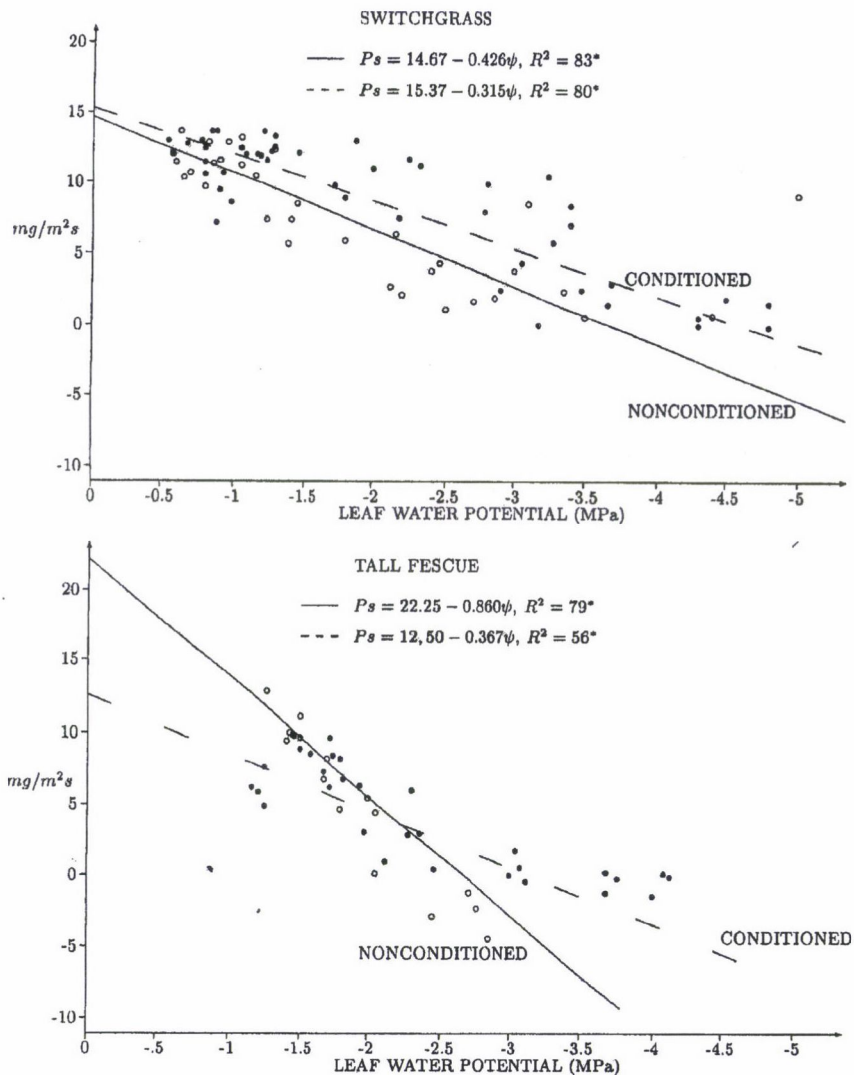 SWITCHGRASS
Ps = 14.67 − 0.426ψ, R² = 83*
Ps = 15.37 − 0.315ψ, R² = 80*
20
15
10
mg/m²s
5
0
-5
-10
CONDITIONED
NONCONDITIONED
0 -0.5 -1 -1.5 -2 -2.5 -3 -3.5 -4 -4.5 -5
LEAF WATER POTENTIAL (MPa)
TALL FESCUE
Ps = 22.25 − 0.860ψ, R² = 79*
Ps = 12,50 − 0.367ψ, R² = 56*
20
15
10
mg/m²s
5
0
-5
-10
NONCONDITIONED
CONDITIONED
0 -.5 -1 -1.5 -2 -2.5 -3 -3.5 -4 -4.5 -5
LEAF WATER POTENTIAL (MPa)